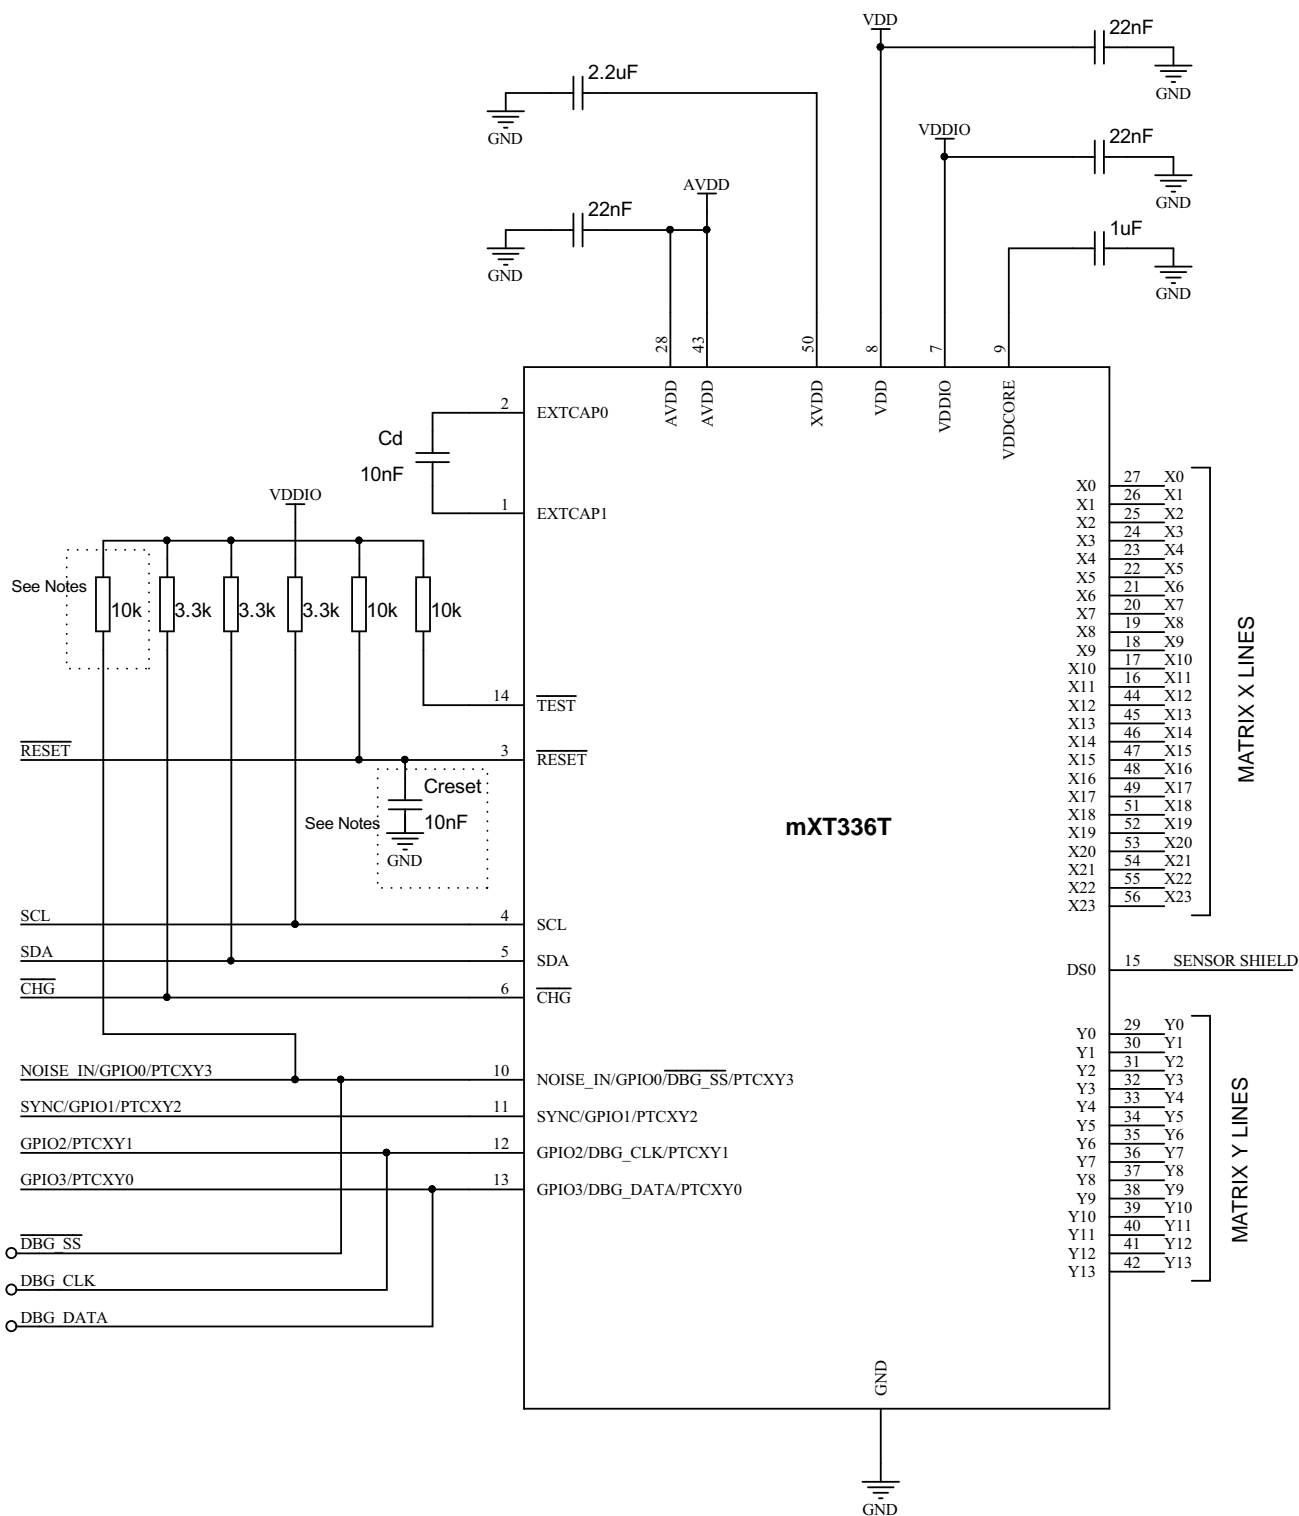 VDD
22nF
GND
2.2uF
GND
VDDIO
22nF
GND
AVDD
22nF
GND
1uF
GND
28
43
50
8
7
9
AVDD
AVDD
XVDD
VDD
VDDIO
VDDCORE
2 EXTCAP0
Cd
10nF
1 EXTCAP1
VDDIO
See Notes
10k
3.3k
3.3k
3.3k
10k
10k
14 TEST
RESET 3 RESET
Creset
See Notes 10nF
GND
mXT336T
SCL 4 SCL
SDA 5 SDA
CHG 6 CHG
NOISE_IN/GPIO0/PTCXY3 10 NOISE_IN/GPIO0/DBG_SS/PTCXY3
SYNC/GPIO1/PTCXY2 11 SYNC/GPIO1/PTCXY2
GPIO2/PTCXY1 12 GPIO2/DBG_CLK/PTCXY1
GPIO3/PTCXY0 13 GPIO3/DBG_DATA/PTCXY0
DBG_SS
DBG_CLK
DBG_DATA
X0 27 X0
X1 26 X1
X2 25 X2
X3 24 X3
X4 23 X4
X5 22 X5
X6 21 X6
X7 20 X7
X8 19 X8
X9 18 X9
X10 17 X10
X11 16 X11
X12 44 X12
X13 45 X13
X14 46 X14
X15 47 X15
X16 48 X16
X17 49 X17
X18 51 X18
X19 52 X19
X20 53 X20
X21 54 X21
X22 55 X22
X23 56 X23
MATRIX X LINES
DS0 15 SENSOR SHIELD
Y0 29 Y0
Y1 30 Y1
Y2 31 Y2
Y3 32 Y3
Y4 33 Y4
Y5 34 Y5
Y6 35 Y6
Y7 36 Y7
Y8 37 Y8
Y9 38 Y9
Y10 39 Y10
Y11 40 Y11
Y12 41 Y12
Y13 42 Y13
MATRIX Y LINES
GND
GND